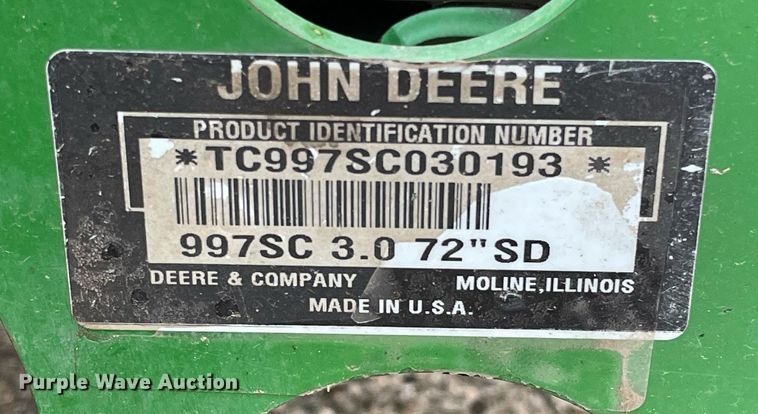 JOHN DEERE
PRODUCT IDENTIFICATION NUMBER
*TC997SC030193 *
997SC 3.0 72" SD
DEERE & COMPANY MOLINE, ILLINOIS
MADE IN U.S.A.
Purple Wave Auction